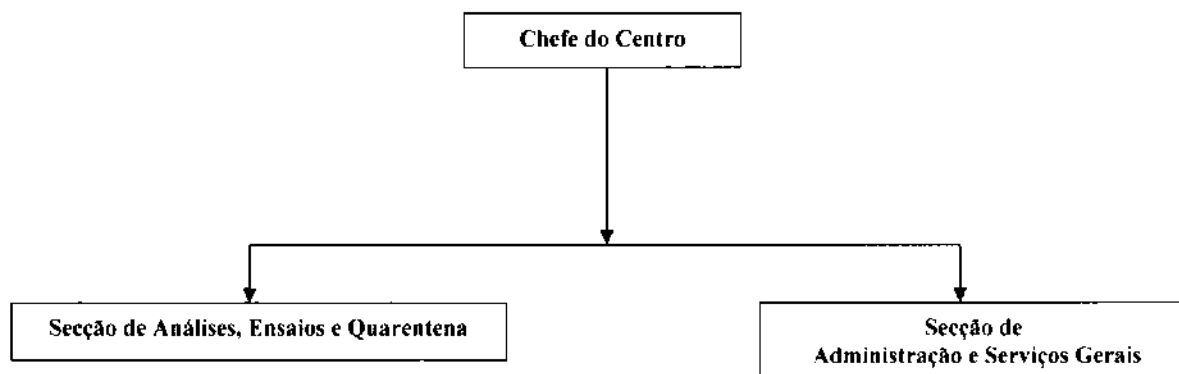 Chefe do Centro
Secção de Análises, Ensaios e Quarentena
Secção de
Administração e Serviços Gerais